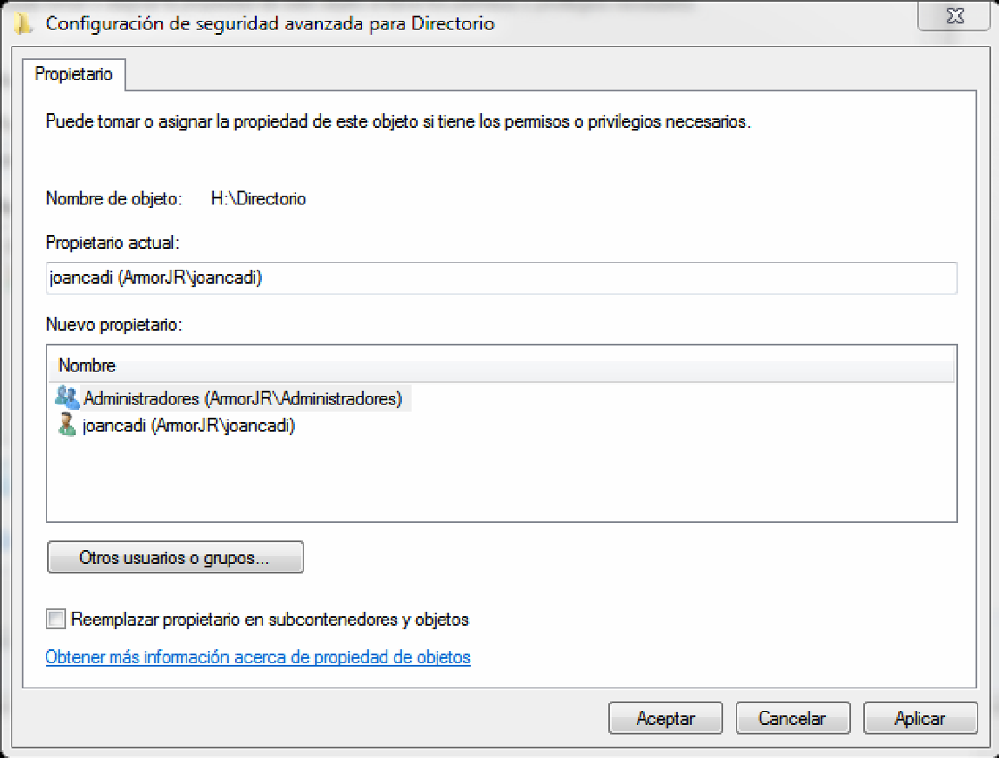 Configuración de seguridad avanzada para Directorio
Propietario
Puede tomar o asignar la propiedad de este objeto si tiene los permisos o privilegios necesarios.
Nombre de objeto: H:\Directorio
Propietario actual:
joancadi (ArmorJR\joancadi)
Nuevo propietario:
Nombre
Administradores (ArmorJR\Administradores)
joancadi (ArmorJR\joancadi)
Otros usuarios o grupos...
Reemplazar propietario en subcontenedores y objetos
Obtener más información acerca de propiedad de objetos
Aceptar Cancelar Aplicar